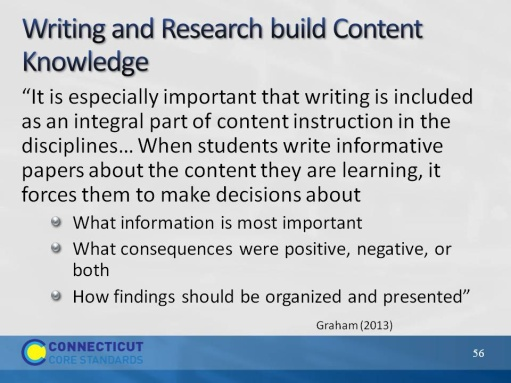 Writing and Research build Content
Knowledge
“It is especially important that writing is included
as an integral part of content instruction in the
disciplines… When students write informative
papers about the content they are learning, it
forces them to make decisions about
What information is most important
What consequences were positive, negative, or
both
How findings should be organized and presented”
Graham (2013)
CONNECTICUT
CORE STANDARDS
56